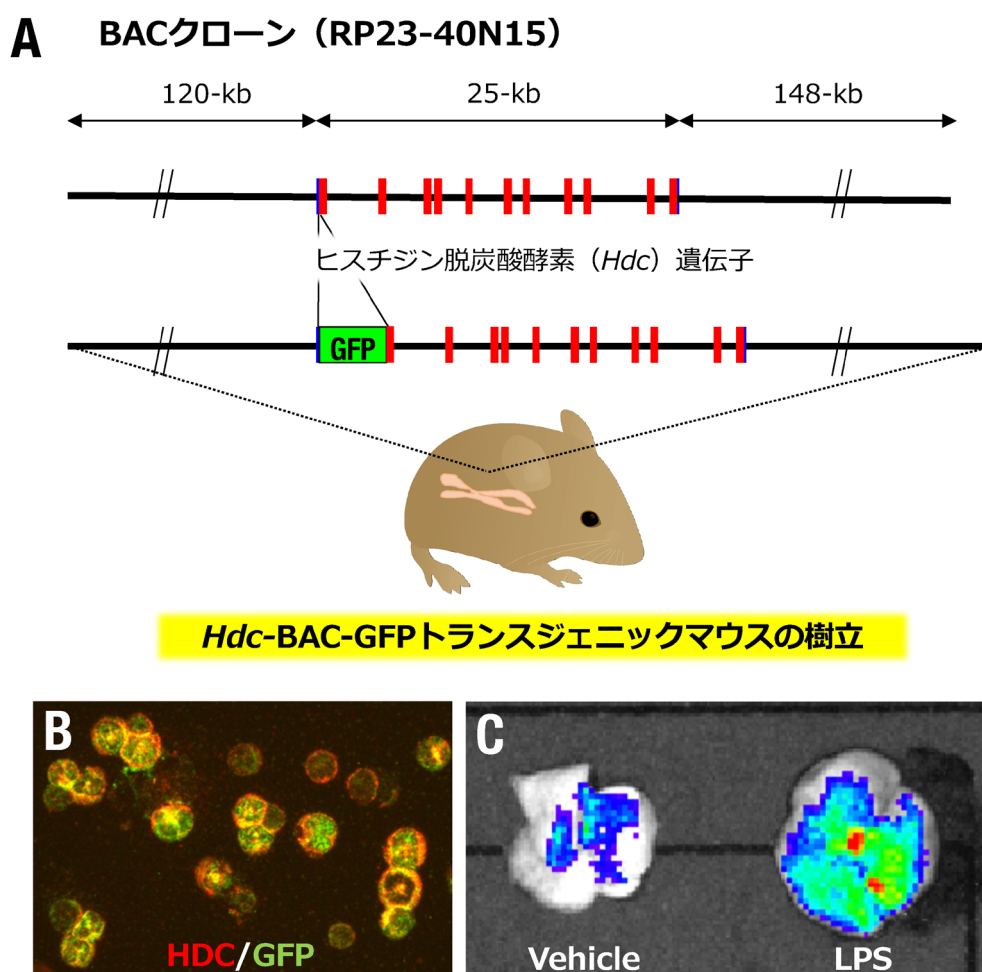 A
BACクローン（RP23-40N15）
120-kb 25-kb 148-kb
ヒスチジン脱炭酸酵素（Hdc）遺伝子
GFP
Hdc-BAC-GFPトランスジェニックマウスの樹立
B
HDC/GFP
C
Vehicle LPS